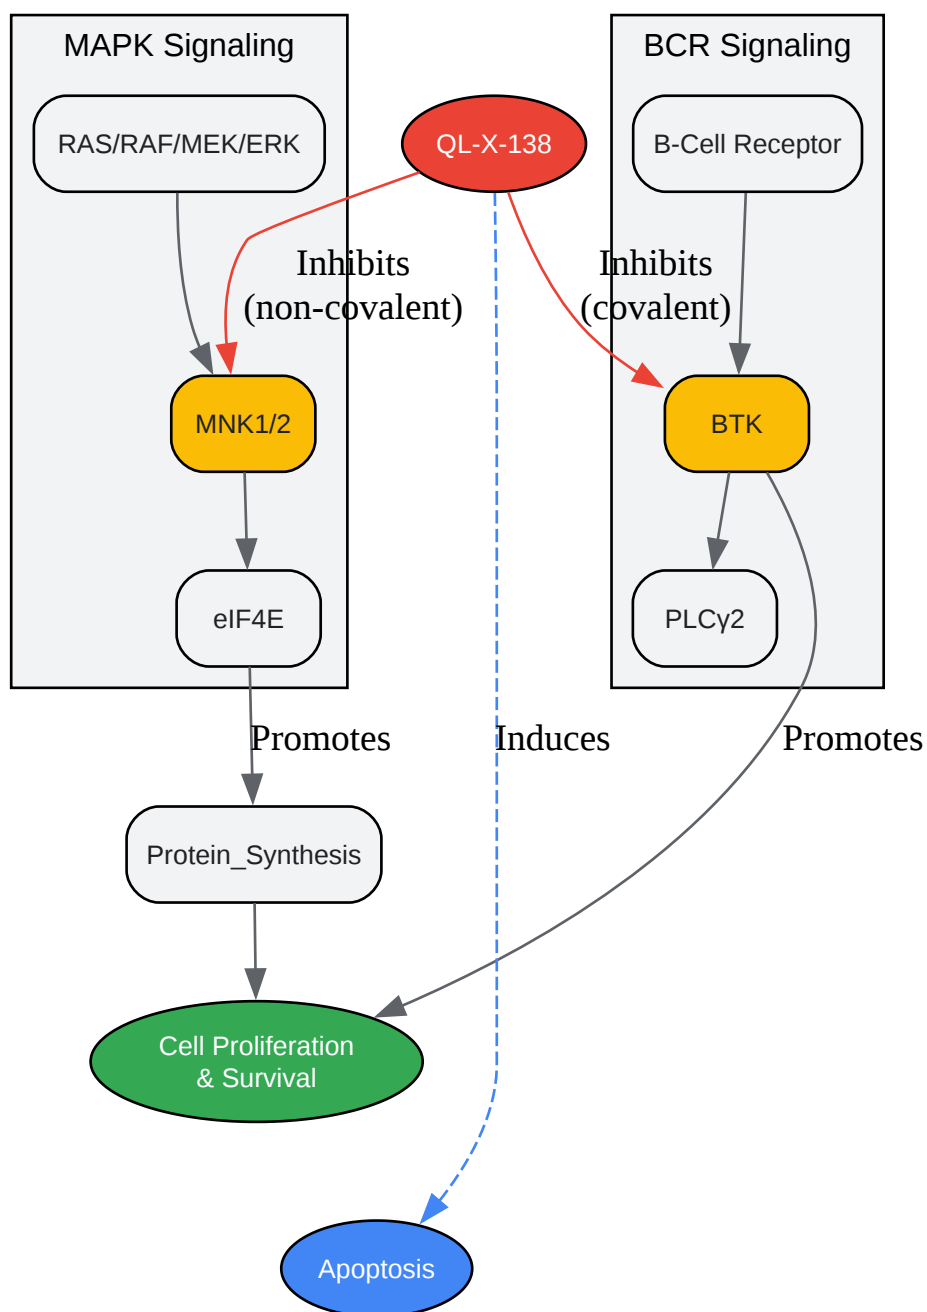 MAPK Signaling
BCR Signaling
RAS/RAF/MEK/ERK
QL-X-138
B-Cell Receptor
Inhibits
(non-covalent)
Inhibits
(covalent)
MNK1/2
BTK
eIF4E
PLCγ2
Promotes
Induces
Promotes
Protein_Synthesis
Cell Proliferation
& Survival
Apoptosis